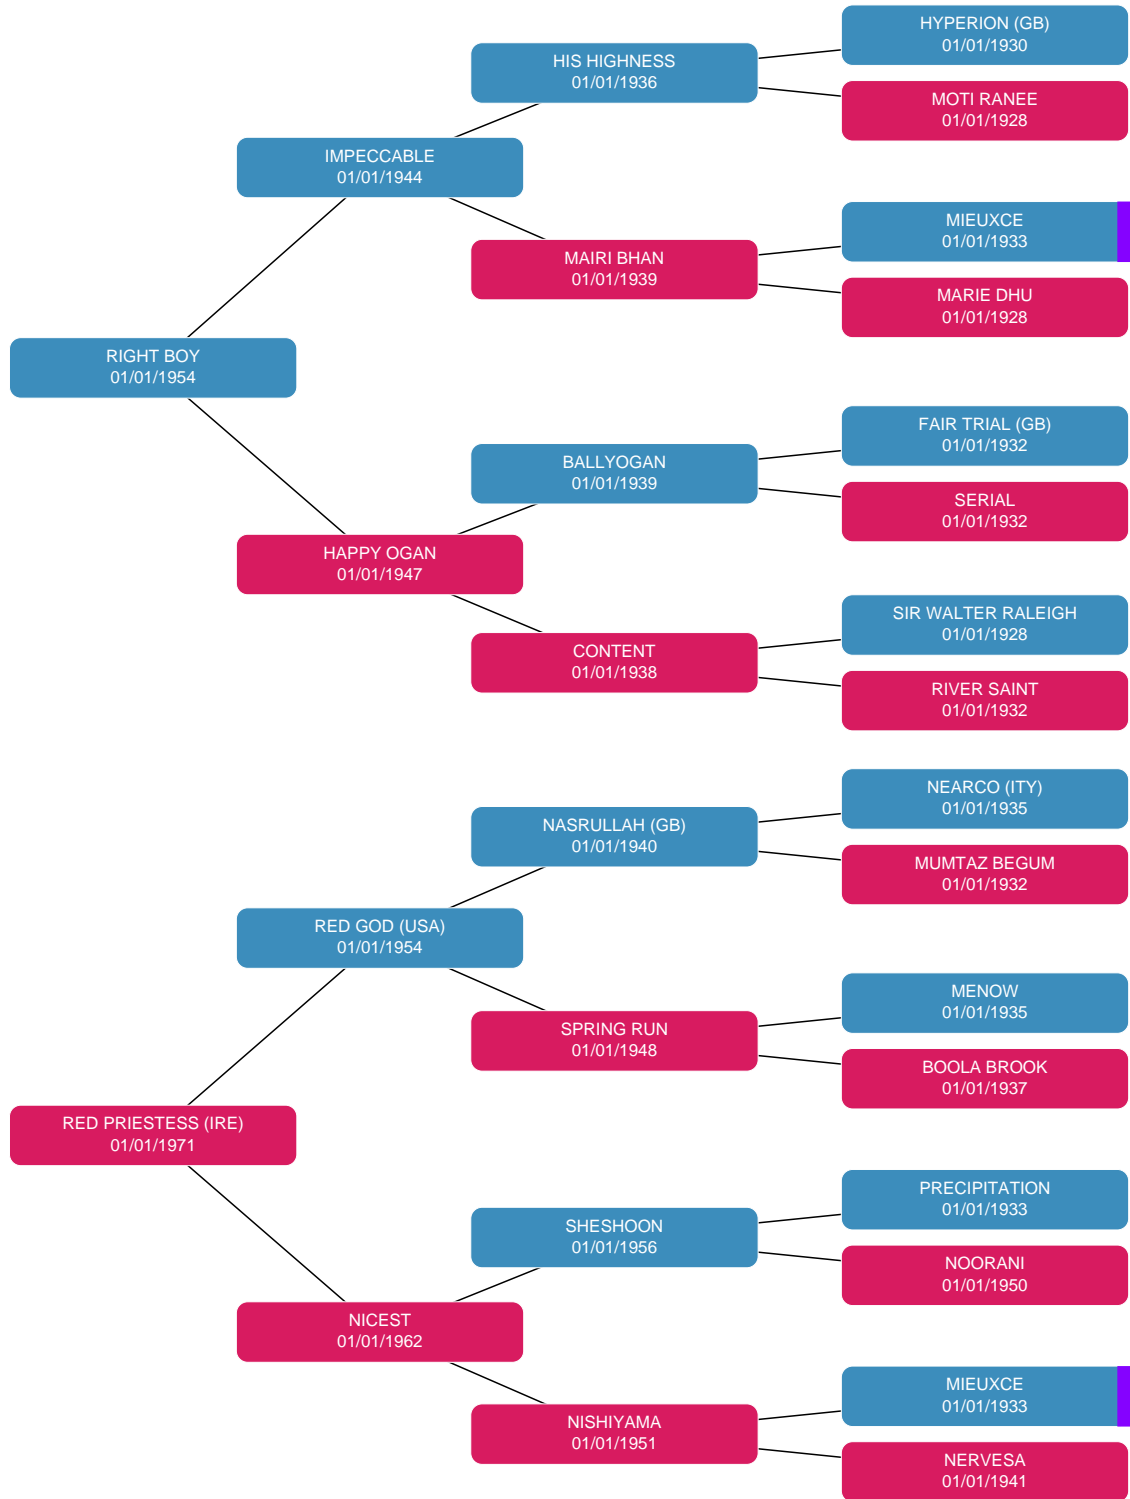 HYPERION (GB)
01/01/1930
HIS HIGHNESS
01/01/1936
MOTI RANEE
01/01/1928
IMPECCABLE
01/01/1944
MIEUXCE
01/01/1933
MAIRI BHAN
01/01/1939
MARIE DHU
01/01/1928
RIGHT BOY
01/01/1954
FAIR TRIAL (GB)
01/01/1932
BALLYOGAN
01/01/1939
SERIAL
01/01/1932
HAPPY OGAN
01/01/1947
SIR WALTER RALEIGH
01/01/1928
CONTENT
01/01/1938
RIVER SAINT
01/01/1932
NEARCO (ITY)
01/01/1935
NASRULLAH (GB)
01/01/1940
MUMTAZ BEGUM
01/01/1932
RED GOD (USA)
01/01/1954
MENOW
01/01/1935
SPRING RUN
01/01/1948
BOOLA BROOK
01/01/1937
RED PRIESTESS (IRE)
01/01/1971
PRECIPITATION
01/01/1933
SHESHOON
01/01/1956
NOORANI
01/01/1950
NICEST
01/01/1962
MIEUXCE
01/01/1933
NISHIYAMA
01/01/1951
NERVESA
01/01/1941